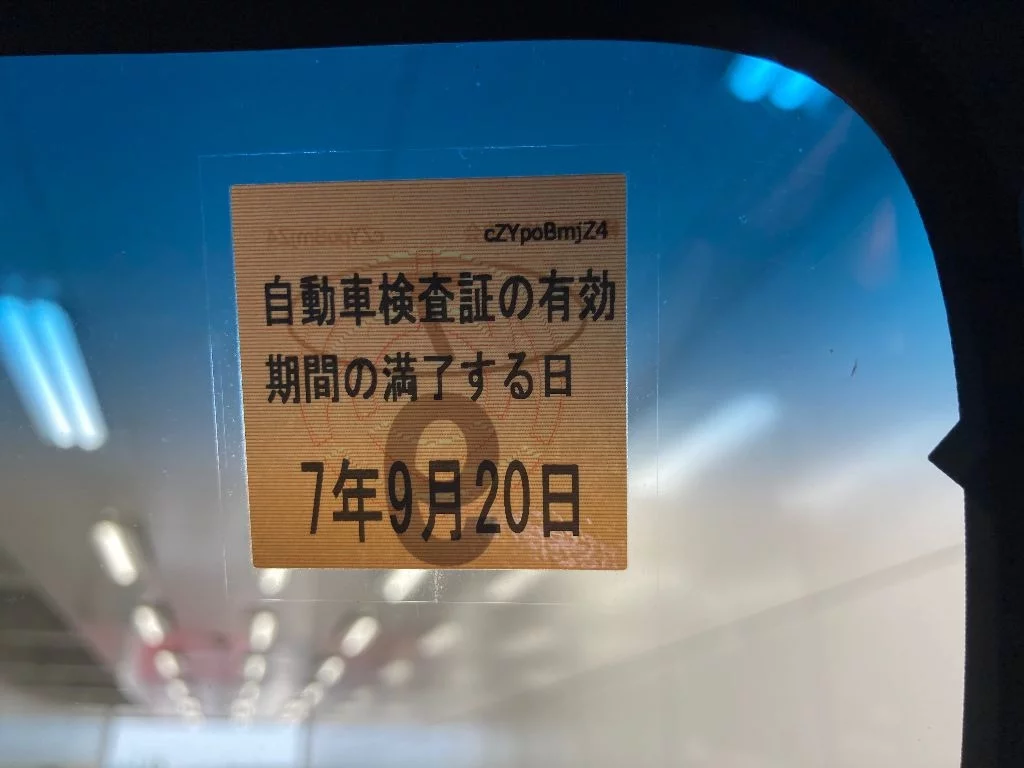 cZYpoBmjZ4
自動車検査証の有効
期間の満了する日
7年9月20日